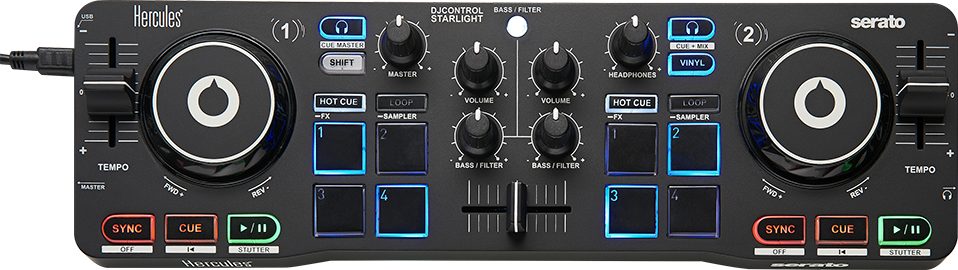 Hercules
DJCONTROL
STARLIGHT
BASS / FILTER
serato
USB
1
2
CUE MASTER
SHIFT
MASTER
HEADPHONES
CUE + MIX
VINYL
VOLUME
VOLUME
HOT CUE
LOOP
HOT CUE
LOOP
FX
SAMPLER
FX
SAMPLER
1
2
1
2
BASS / FILTER
BASS / FILTER
TEMPO
TEMPO
0
0
+
+
MASTER
FWD +
REV -
FWD +
REV -
3
4
3
4
SYNC
CUE
SYNC
CUE
OFF
STUTTER
OFF
STUTTER
Hercules
serato